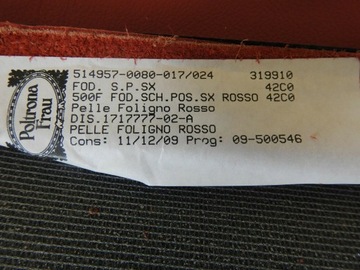 Poltrona
Frau
514957-0080-017/024 319910
FOD. S.P.SX 42C0
500F FOD.SCH.POS.SX ROSSO 42C0
Pelle Foligno Rosso
DIS.1717777-02-A
PELLE FOLIGNO ROSSO
Cons: 11/12/09 Prog: 09-500546